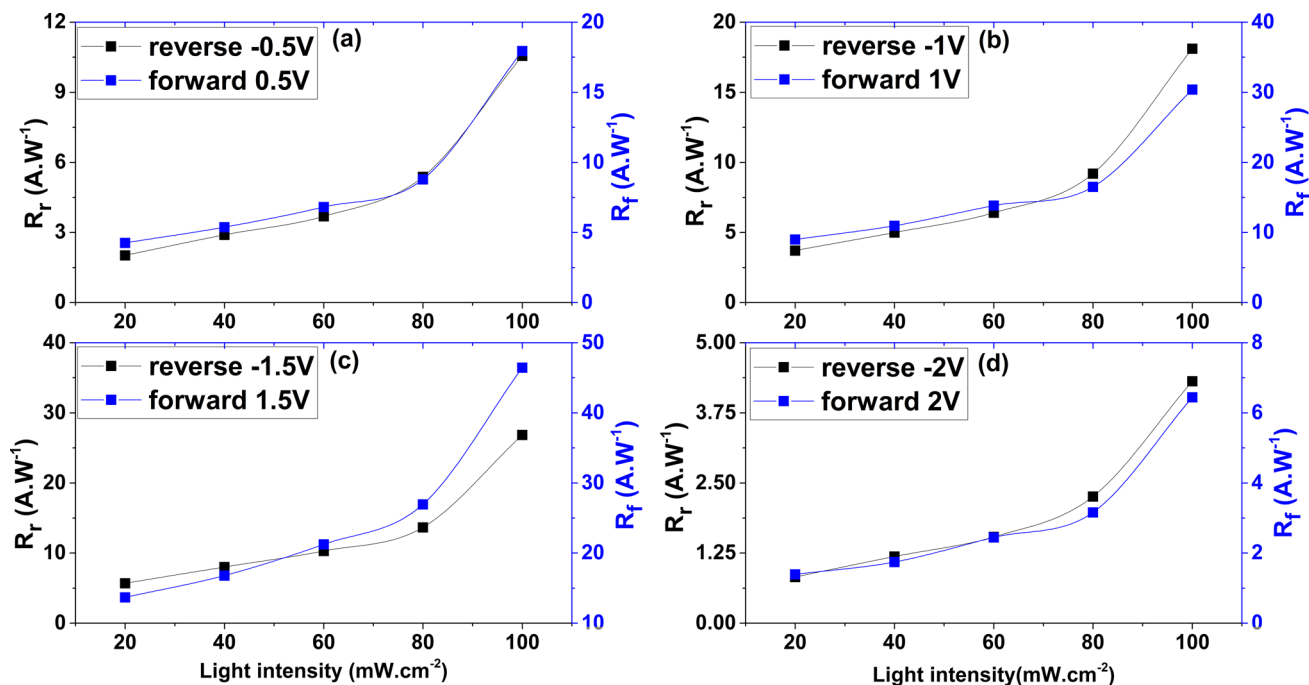 (a)
reverse -0.5V
forward 0.5V
R_r (A.W⁻¹)
12
9
6
3
0
R_f (A.W⁻¹)
20
15
10
5
0
20 40 60 80 100
(b)
reverse -1V
forward 1V
R_r (A.W⁻¹)
20
15
10
5
0
R_f (A.W⁻¹)
40
30
20
10
0
20 40 60 80 100
(c)
reverse -1.5V
forward 1.5V
R_r (A.W⁻¹)
40
30
20
10
0
R_f (A.W⁻¹)
50
40
30
20
10
20 40 60 80 100
Light intensity (mW.cm⁻²)
(d)
reverse -2V
forward 2V
R_r (A.W⁻¹)
5.00
3.75
2.50
1.25
0.00
R_f (A.W⁻¹)
8
6
4
2
0
20 40 60 80 100
Light intensity(mW.cm⁻²)